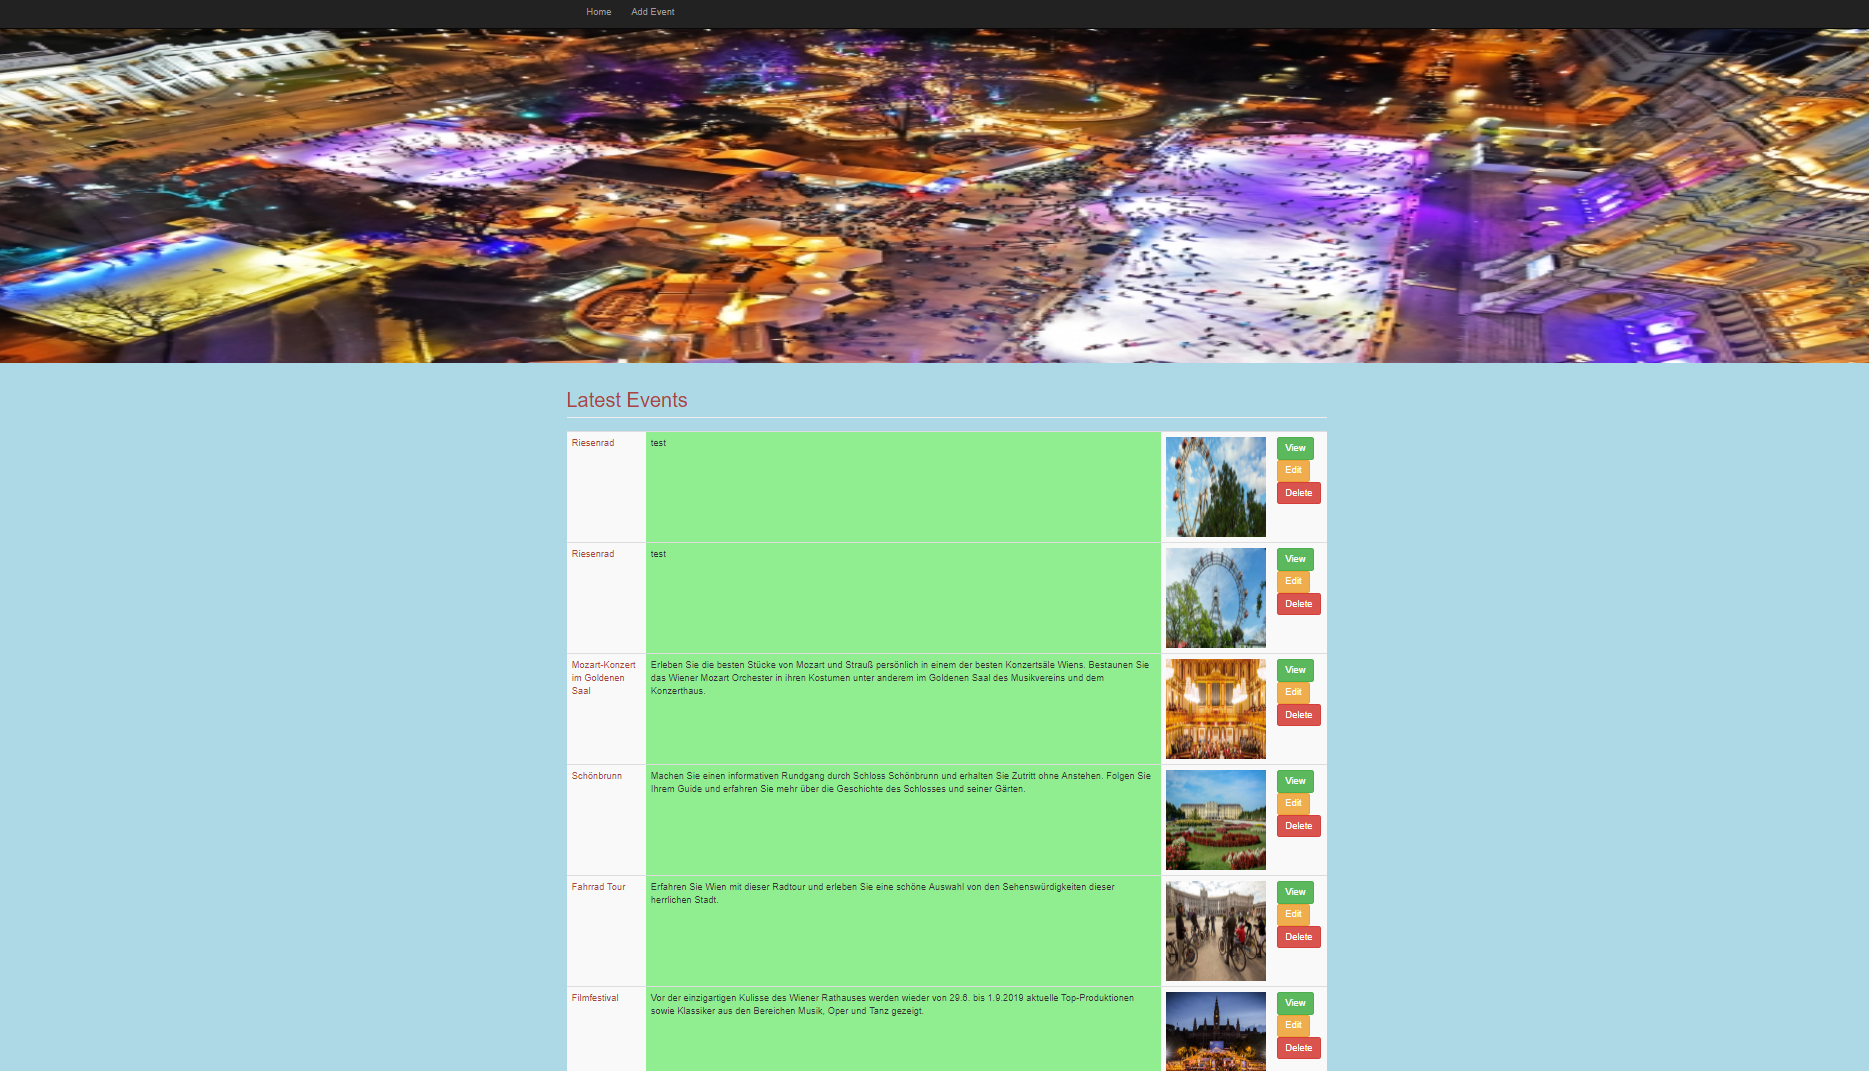 Home Add Event
Latest Events
Riesenrad test View
Edit
Delete
Riesenrad test View
Edit
Delete
Mozart-Konzert im Goldenen Saal
Erleben Sie die besten Stücke von Mozart und Strauß persönlich in einem der besten Konzertsäle Wiens. Bestaunen Sie
das Wiener Mozart Orchester in ihren Kostumen unter anderem im Goldenen Saal des Musikvereins und dem
Konzerthaus.
View
Edit
Delete
Schönbrunn
Machen Sie einen informativen Rundgang durch Schloss Schönbrunn und erhalten Sie Zutritt ohne Anstehen. Folgen Sie
Ihrem Guide und erfahren Sie mehr über die Geschichte des Schlosses und seiner Gärten.
View
Edit
Delete
Fahrrad Tour
Erfahren Sie Wien mit dieser Radtour und erleben Sie eine schöne Auswahl von den Sehenswürdigkeiten dieser
herrlichen Stadt.
View
Edit
Delete
Filmfestival
Vor der einzigartigen Kulisse des Wiener Rathauses werden wieder von 29.6. bis 1.9.2019 aktuelle Top-Produktionen
sowie Klassiker aus den Bereichen Musik, Oper und Tanz gezeigt.
View
Edit
Delete